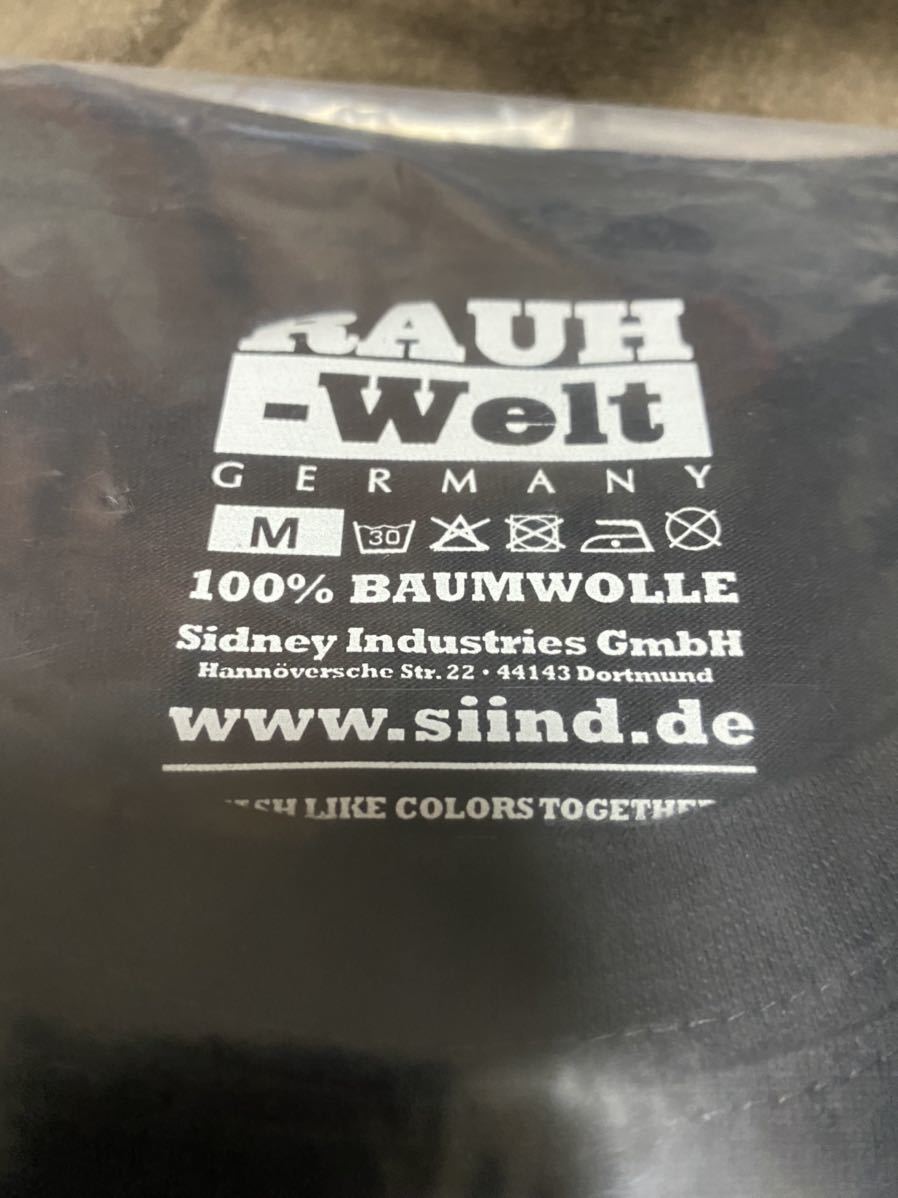 RAUH
-Welt
GERMANY
M 30
100% BAUMWOLLE
Sidney Industries GmbH
Hannöversche Str. 22 • 44143 Dortmund
www.siind.de
LIKE COLORS TOGETHER